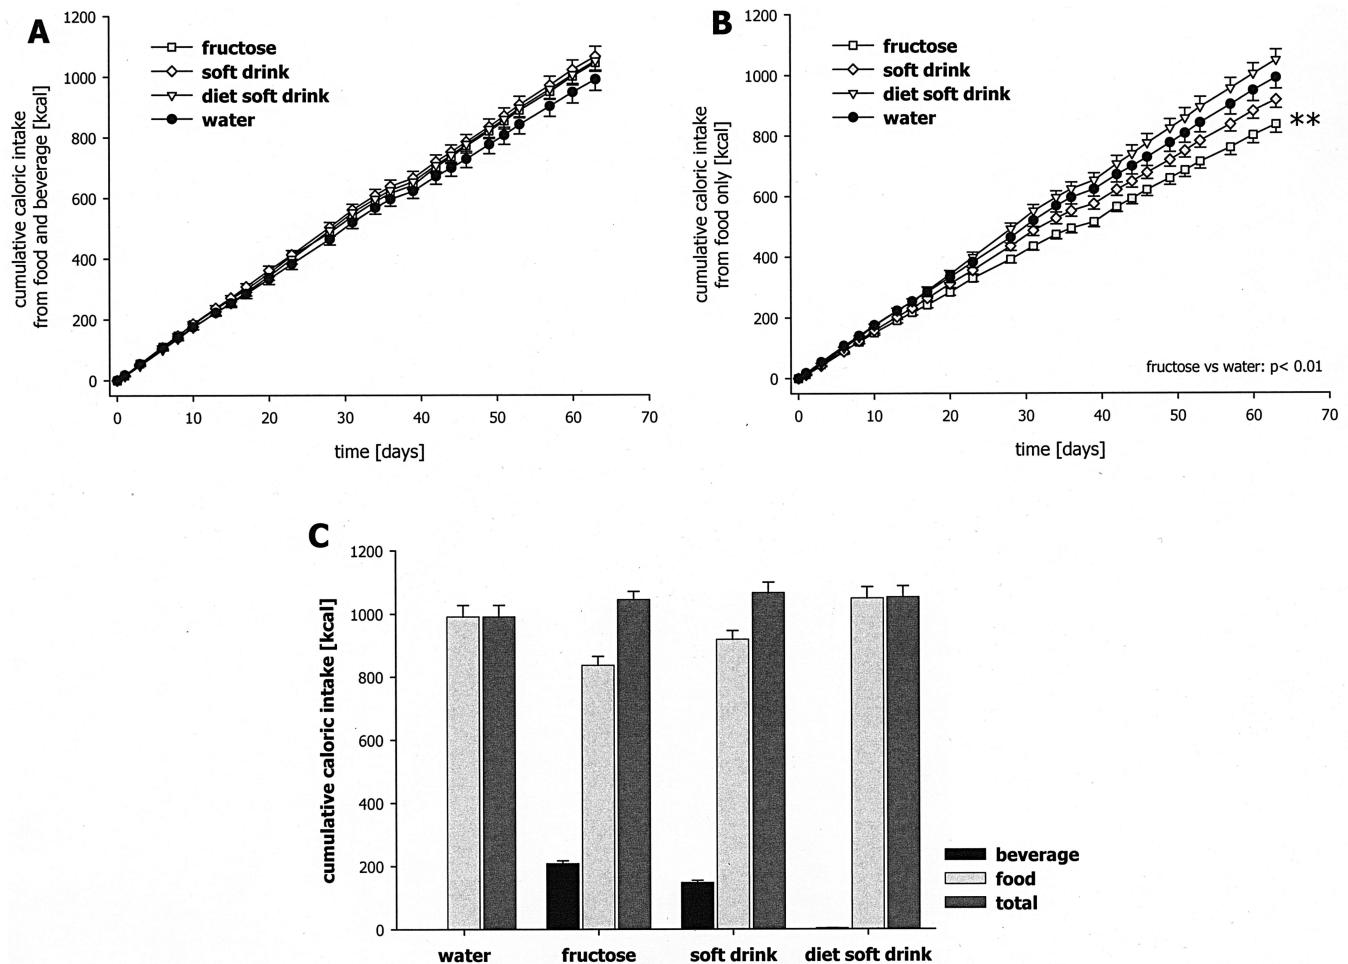 A
1200
1000
800
600
400
200
0
cumulative caloric intake
from food and beverage [kcal]
fructose
soft drink
diet soft drink
water
0 10 20 30 40 50 60 70
time [days]
B
1200
1000
800
600
400
200
0
cumulative caloric intake
from food only [kcal]
fructose
soft drink
diet soft drink
water
**
fructose vs water: p< 0.01
0 10 20 30 40 50 60 70
time [days]
C
1200
1000
800
600
400
200
0
cumulative caloric intake [kcal]
water fructose soft drink diet soft drink
beverage
food
total